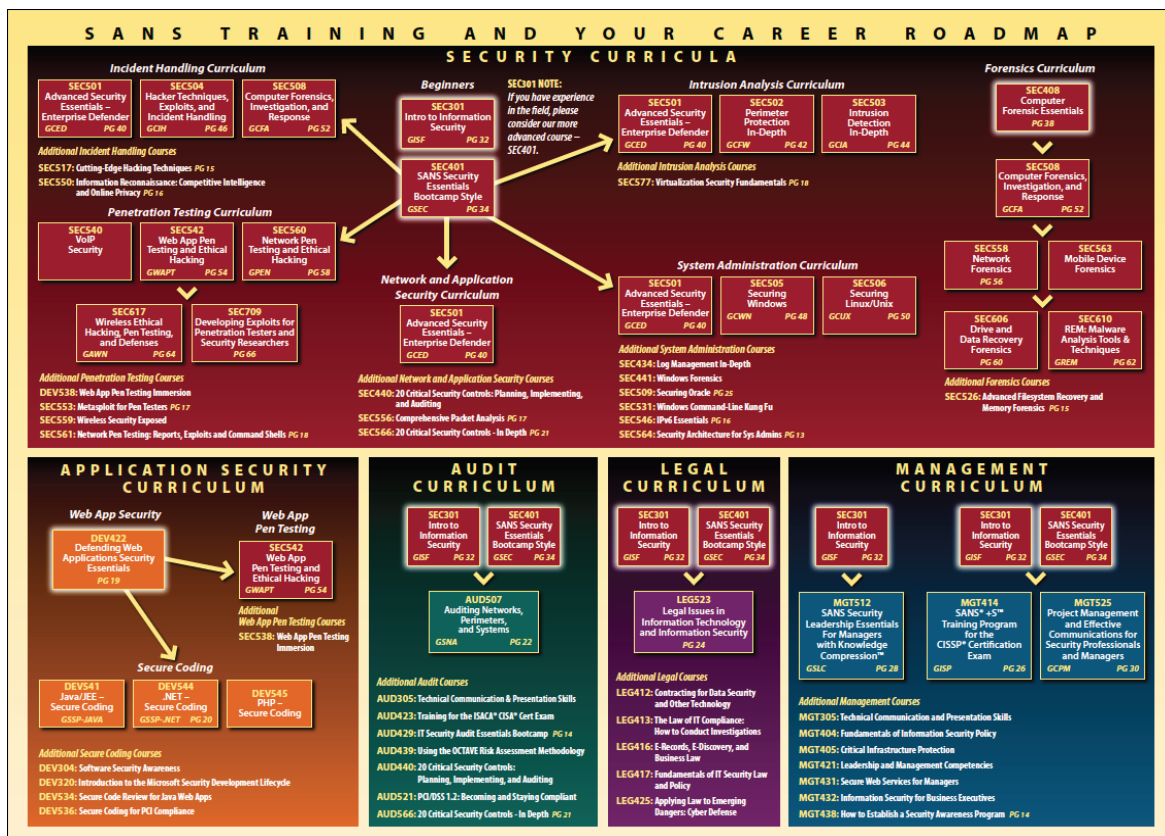 SANS TRAINING AND YOUR CAREER ROADMAP
SECURITY CURRICULA
Incident Handling Curriculum
SEC501
Advanced Security
Essentials –
Enterprise Defender
GCED PG 40
SEC504
Hacker Techniques,
Exploits, and
Incident Handling
GCIH PG 46
SEC508
Computer Forensics,
Investigation, and
Response
GCFA PG 52
Additional Incident Handling Courses
SEC517: Cutting-Edge Hacking Techniques PG 15
SEC550: Information Reconnaissance: Competitive Intelligence
and Online Privacy PG 16
Beginners
SEC301
Intro to Information
Security
GISF PG 32
SEC301 NOTE:
If you have experience
in the field, please
consider our more
advanced course –
SEC401.
SEC401
SANS Security
Essentials
Bootcamp Style
GSEC PG 34
Intrusion Analysis Curriculum
SEC501
Advanced Security
Essentials –
Enterprise Defender
GCED PG 40
SEC502
Perimeter
Protection
In-Depth
GCFW PG 42
SEC503
Intrusion
Detection
In-Depth
GCIA PG 44
Additional Intrusion Analysis Courses
SEC577: Virtualization Security Fundamentals PG 18
Forensics Curriculum
SEC408
Computer
Forensic Essentials
PG 38
SEC508
Computer Forensics,
Investigation, and
Response
GCFA PG 52
SEC558
Network
Forensics
PG 56
SEC563
Mobile Device
Forensics
SEC606
Drive and
Data Recovery
Forensics
PG 60
SEC610
REM: Malware
Analysis Tools &
Techniques
GREM PG 62
Additional Forensics Courses
SEC526: Advanced Filesystem Recovery and
Memory Forensics PG 15
Penetration Testing Curriculum
SEC540
VoIP
Security
SEC542
Web App Pen
Testing and Ethical
Hacking
GWAPT PG 54
SEC560
Network Pen
Testing and Ethical
Hacking
GPEN PG 58
SEC617
Wireless Ethical
Hacking, Pen Testing,
and Defenses
GAWN PG 64
SEC709
Developing Exploits for
Penetration Testers and
Security Researchers
PG 66
Additional Penetration Testing Courses
DEV538: Web App Pen Testing Immersion
SEC553: Metasploit for Pen Testers PG 17
SEC559: Wireless Security Exposed
SEC561: Network Pen Testing: Reports, Exploits and Command Shells PG 18
Network and Application
Security Curriculum
SEC501
Advanced Security
Essentials –
Enterprise Defender
GCED PG 40
Additional Network and Application Security Courses
SEC440: 20 Critical Security Controls: Planning, Implementing,
and Auditing
SEC556: Comprehensive Packet Analysis PG 17
SEC566: 20 Critical Security Controls - In Depth PG 21
System Administration Curriculum
SEC501
Advanced Security
Essentials –
Enterprise Defender
GCED PG 40
SEC505
Securing
Windows
GCWN PG 48
SEC506
Securing
Linux/Unix
GCUX PG 50
Additional System Administration Courses
SEC434: Log Management In-Depth
SEC441: Windows Forensics
SEC509: Securing Oracle PG 25
SEC531: Windows Command-Line Kung Fu
SEC546: IPv6 Essentials PG 16
SEC564: Security Architecture for Sys Admins PG 13
APPLICATION SECURITY
CURRICULUM
Web App Security
DEV422
Defending Web
Applications Security
Essentials
PG 19
Web App
Pen Testing
SEC542
Web App
Pen Testing and
Ethical Hacking
GWAPT PG 54
Additional
Web App Pen Testing Courses
SEC538: Web App Pen Testing
Immersion
Secure Coding
DEV541
Java/JEE –
Secure Coding
GSSP-JAVA
DEV544
.NET –
Secure Coding
GSSP-.NET PG 20
DEV545
PHP –
Secure Coding
Additional Secure Coding Courses
DEV304: Software Security Awareness
DEV320: Introduction to the Microsoft Security Development Lifecycle
DEV534: Secure Code Review for Java Web Apps
DEV536: Secure Coding for PCI Compliance
AUDIT
CURRICULUM
SEC301
Intro to
Information
Security
GISF PG 32
SEC401
SANS Security
Essentials
Bootcamp Style
GSEC PG 34
AUD507
Auditing Networks,
Perimeters,
and Systems
GSNA PG 22
Additional Audit Courses
AUD305: Technical Communication & Presentation Skills
AUD423: Training for the ISACA® CISA® Cert Exam
AUD429: IT Security Audit Essentials Bootcamp PG 14
AUD439: Using the OCTAVE Risk Assessment Methodology
AUD440: 20 Critical Security Controls:
Planning, Implementing, and Auditing
AUD521: PCI/DSS 1.2: Becoming and Staying Compliant
AUD566: 20 Critical Security Controls - In Depth PG 21
LEGAL
CURRICULUM
SEC301
Intro to
Information
Security
GISF PG 32
SEC401
SANS Security
Essentials
Bootcamp Style
GSEC PG 34
LEG523
Legal Issues in
Information Technology
and Information Security
PG 24
Additional Legal Courses
LEG412: Contracting for Data Security
and Other Technology
LEG413: The Law of IT Compliance:
How to Conduct Investigations
LEG416: E-Records, E-Discovery, and
Business Law
LEG417: Fundamentals of IT Security Law
and Policy
LEG425: Applying Law to Emerging
Dangers: Cyber Defense
MANAGEMENT
CURRICULUM
SEC301
Intro to
Information
Security
GISF PG 32
SEC301
Intro to
Information
Security
GISF PG 32
SEC401
SANS Security
Essentials
Bootcamp Style
GSEC PG 34
MGT512
SANS Security
Leadership Essentials
For Managers
with Knowledge
Compression™
GSLC PG 28
MGT414
SANS® +S™
Training Program
for the
CISSP® Certification
Exam
GISP PG 26
MGT525
Project Management
and Effective
Communications for
Security Professionals
and Managers
GCPM PG 30
Additional Management Courses
MGT305: Technical Communication and Presentation Skills
MGT404: Fundamentals of Information Security Policy
MGT405: Critical Infrastructure Protection
MGT421: Leadership and Management Competencies
MGT431: Secure Web Services for Managers
MGT432: Information Security for Business Executives
MGT438: How to Establish a Security Awareness Program PG 14